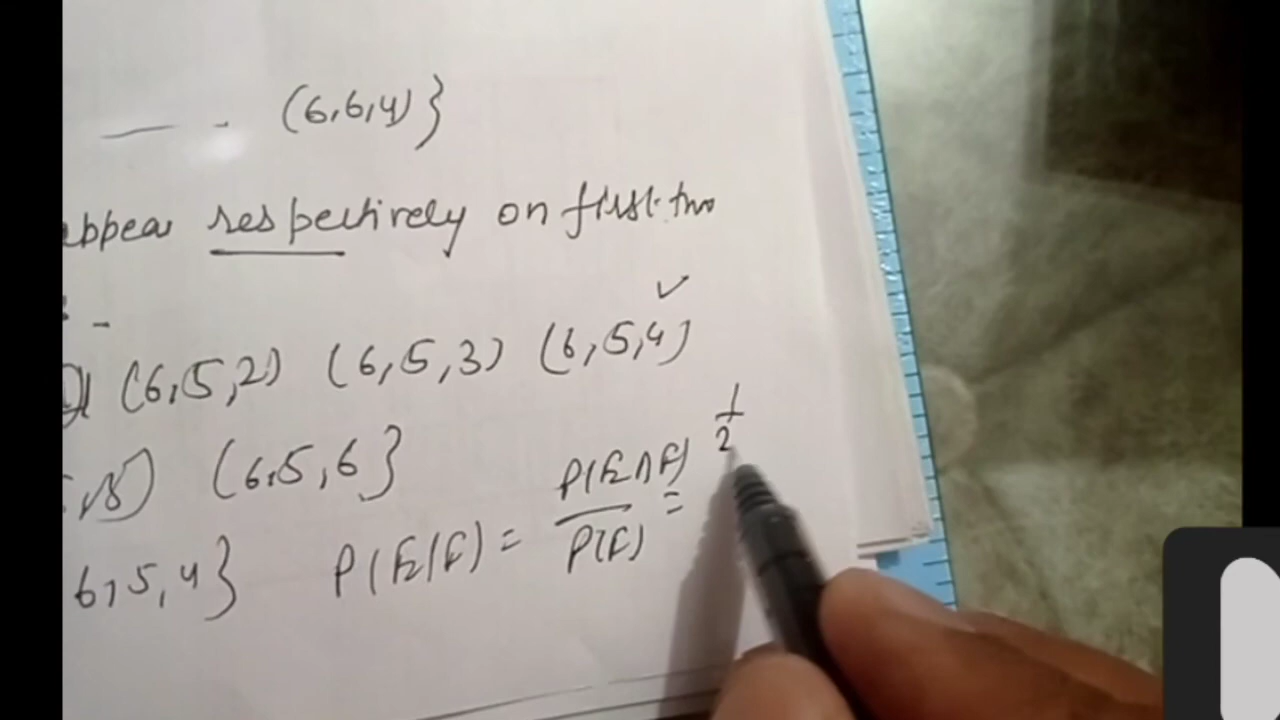 (6,6,4)}
appear respectively on first two
(6,5,2) (6,5,3) (6,5,4) ✓
(6,5,6}
1
2
P(E∩F)
P(E/F) = =
P(F)
6,5,4}